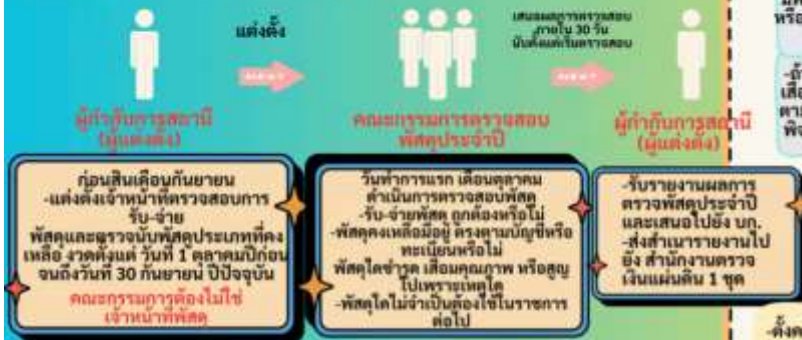 แต่งตั้ง
เสนอผลการตรวจสอบ
ภายใน 30 วัน
นับตั้งแต่เริ่มตรวจสอบ
NEXT
NEXT
ผู้กำกับการสถานี
(ผู้แต่งตั้ง)
คณะกรรมการตรวจสอบ
พัสดุประจำปี
ผู้กำกับการสถานี
(ผู้แต่งตั้ง)
ก่อนสิ้นเดือนกันยายน
-แต่งตั้งเจ้าหน้าที่ตรวจสอบการ
รับ-จ่าย
พัสดุและตรวจนับพัสดุประเภทที่คง
เหลือ งวดตั้งแต่ วันที่ 1 ตุลาคมปีก่อน
จนถึงวันที่ 30 กันยายน ปีปัจจุบัน
คณะกรรมการต้องไม่ใช่
เจ้าหน้าที่พัสดุ
วันทำการแรก เดือนตุลาคม
ดำเนินการตรวจสอบพัสดุ
-รับ-จ่ายพัสดุ ถูกต้องหรือไม่
-พัสดุคงเหลือมีอยู่ ตรงตามบัญชีหรือ
ทะเบียนหรือไม่
พัสดุใดชำรุด เสื่อมคุณภาพ หรือสูญ
ไปเพราะเหตุใด
-พัสดุใดไม่จำเป็นต้องใช้ในราชการ
ต่อไป
-รับรายงานผลการ
ตรวจพัสดุประจำปี
และเสนอไปยัง บก.
-ส่งสำเนารายงานไป
ยัง สำนักงานตรวจ
เงินแผ่นดิน 1 ชุด